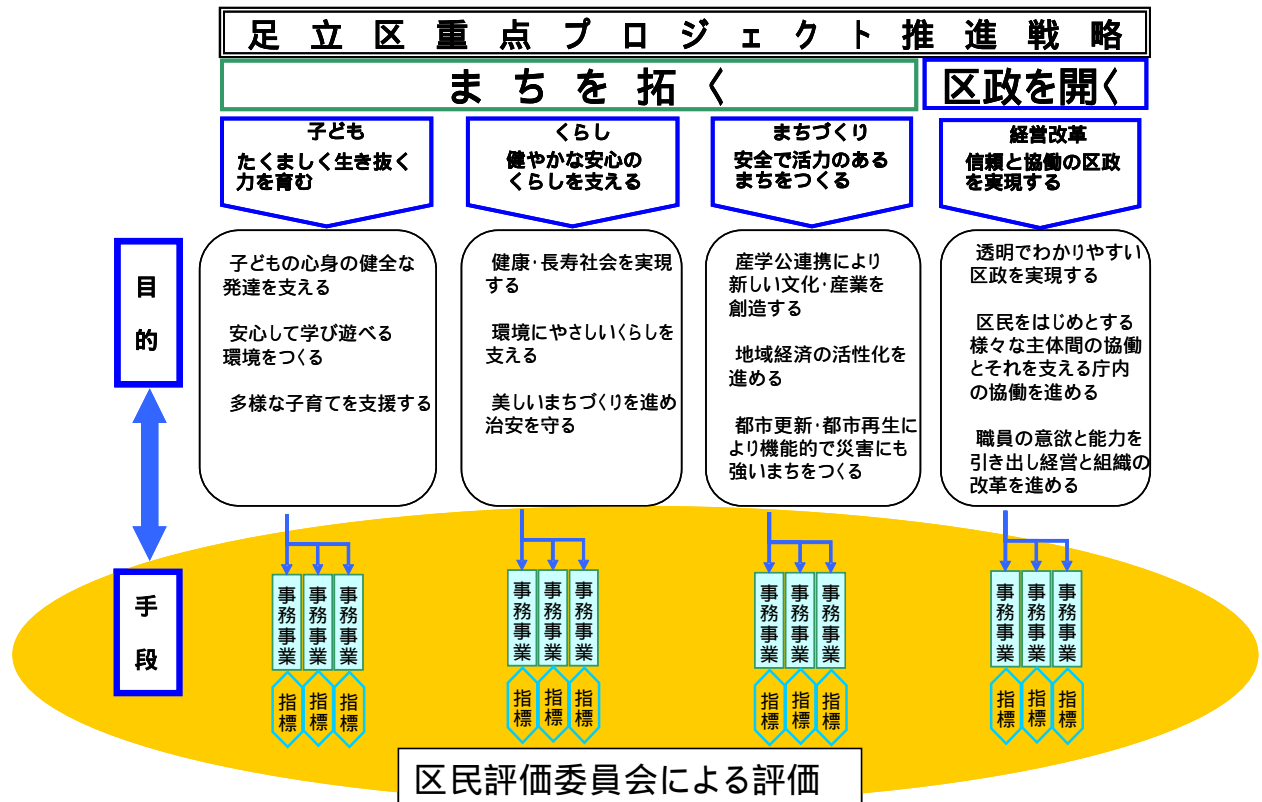 足立区重点プロジェクト推進戦略
まちを拓く
区政を開く
子ども
たくましく生き抜く
力を育む
くらし
健やかな安心の
くらしを支える
まちづくり
安全で活力のある
まちをつくる
経営改革
信頼と協働の区政
を実現する
目的
子どもの心身の健全な
発達を支える
安心して学び遊べる
環境をつくる
多様な子育てを支援する
健康・長寿社会を実現
する
環境にやさしいくらしを
支える
美しいまちづくりを進め
治安を守る
産学公連携により
新しい文化・産業を
創造する
地域経済の活性化を
進める
都市更新・都市再生に
より機能的で災害にも
強いまちをつくる
透明でわかりやすい
区政を実現する
区民をはじめとする
様々な主体間の協働
とそれを支える庁内
の協働を進める
職員の意欲と能力を
引き出し経営と組織の
改革を進める
手段
事務事業
事務事業
事務事業
事務事業
事務事業
事務事業
事務事業
事務事業
事務事業
事務事業
事務事業
事務事業
指標
指標
指標
指標
指標
指標
指標
指標
指標
指標
指標
指標
区民評価委員会による評価